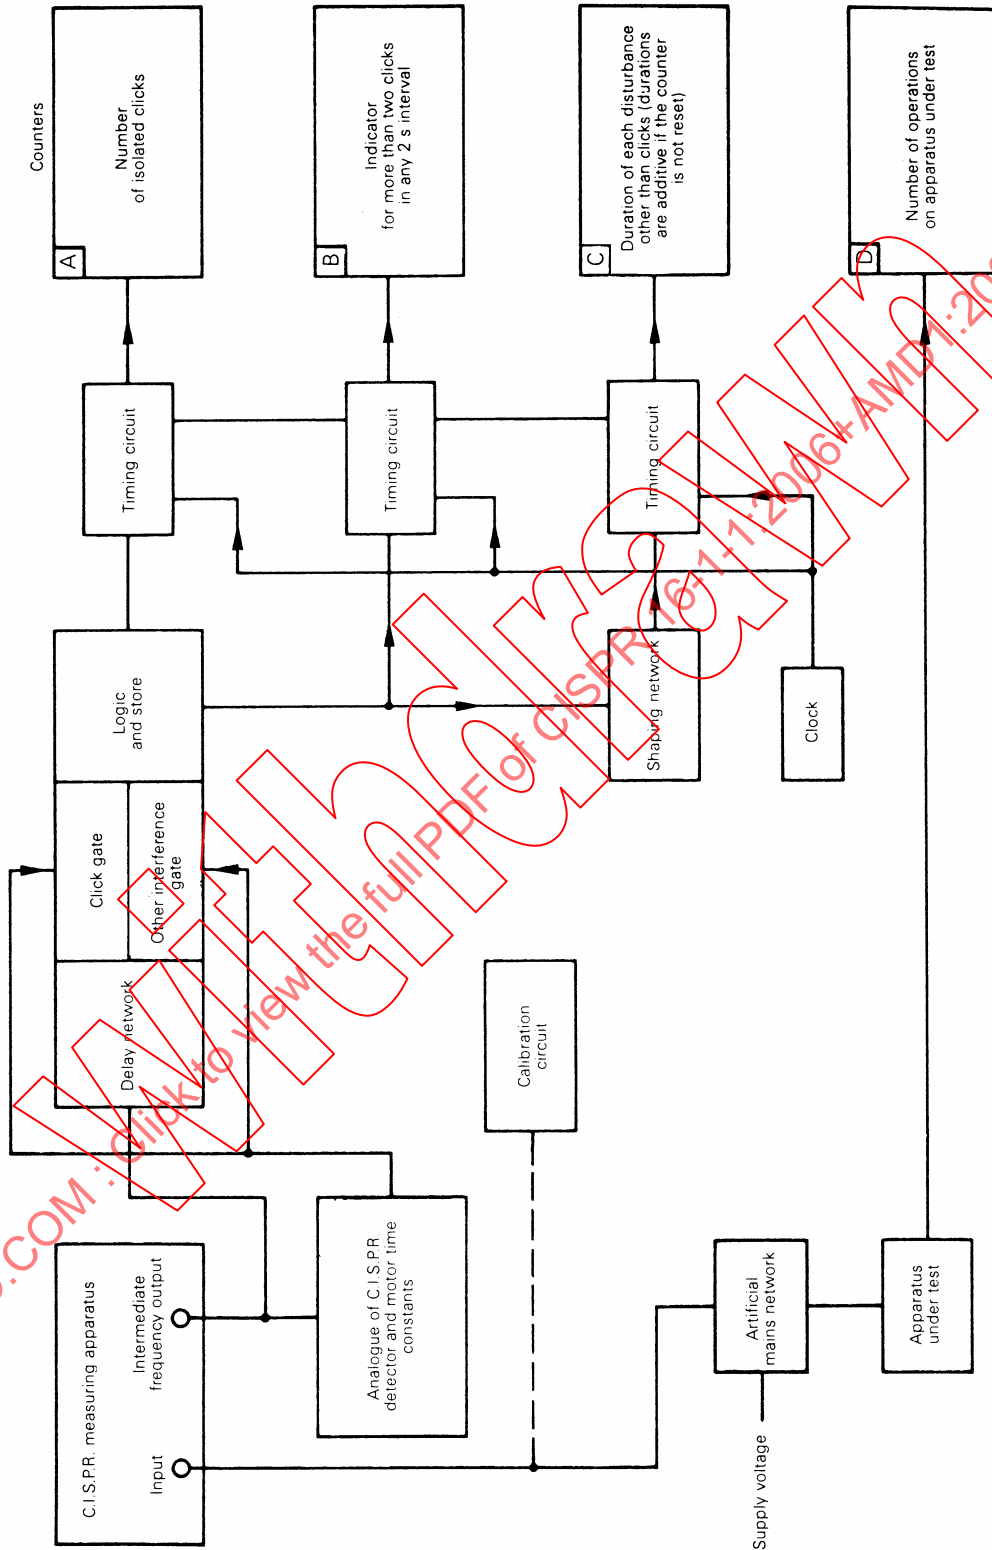 Counters
A
Number
of isolated clicks
B
Indicator
for more than two clicks
in any 2 s interval
C
Duration of each disturbance
other than clicks (durations
are additive if the counter
is not reset)
D
Number of operations
on apparatus under test
Timing circuit
Timing circuit
Timing circuit
Logic
and store
Click gate
Other interference
gate
Delay network
Shaping network
Clock
Calibration
circuit
C.I.S.P.R. measuring apparatus
Intermediate
frequency output
Input
Analogue of C.I.S.P.R.
detector and motor time
constants
Artificial
mains network
Supply voltage
Apparatus
under test
.COM : Click to view the full PDF of CISPR 16-1-1:2006+AMD1:20
Withdrawn